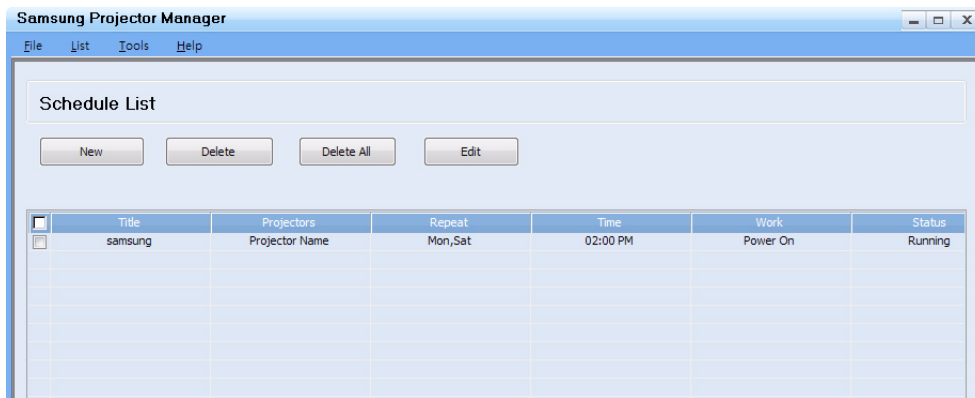 Samsung Projector Manager
File List Tools Help
Schedule List
New Delete Delete All Edit
Title Projectors Repeat Time Work Status
samsung Projector Name Mon,Sat 02:00 PM Power On Running